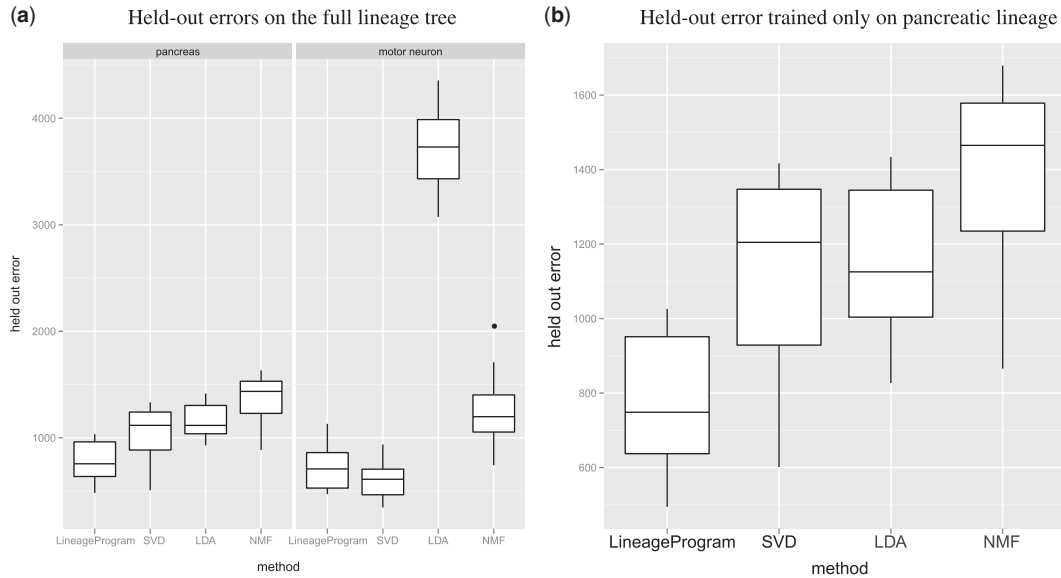 (a) Held-out errors on the full lineage tree
pancreas motor neuron
4000
3000
2000
1000
held out error
LineageProgram SVD LDA NMF LineageProgram SVD LDA NMF
method
(b) Held-out error trained only on pancreatic lineage
1600
1400
1200
1000
800
600
held out error
LineageProgram SVD LDA NMF
method